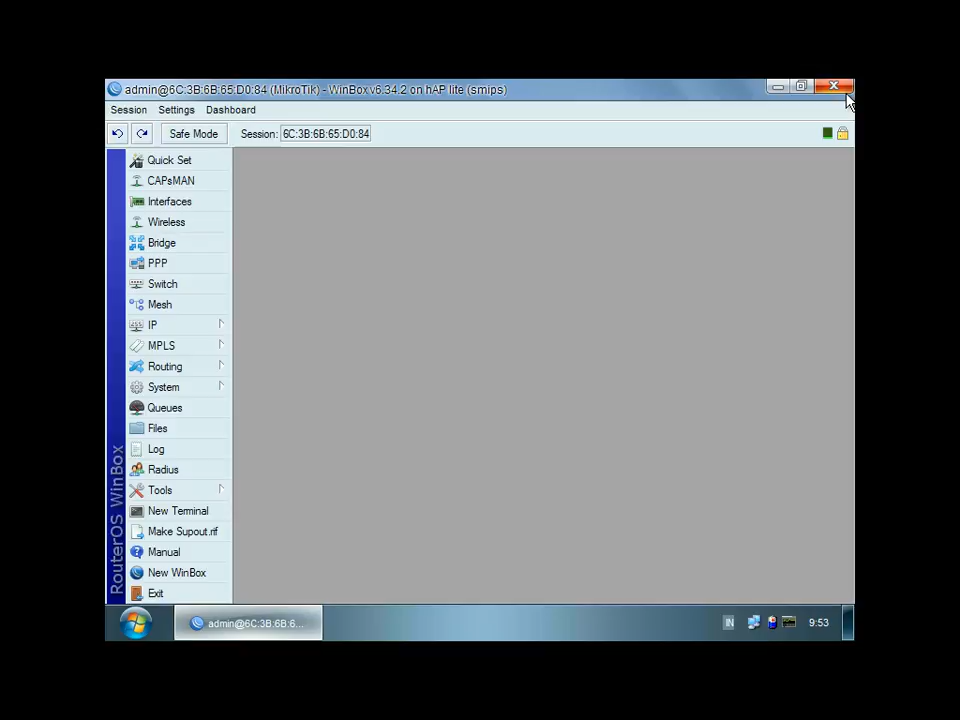 admin@6C:3B:6B:65:D0:84 (MikroTik) - WinBox v6.34.2 on hAP lite (smips)
Session Settings Dashboard
Safe Mode Session: 6C:3B:6B:65:D0:84
Quick Set
CAPsMAN
Interfaces
Wireless
Bridge
PPP
Switch
Mesh
IP
MPLS
Routing
System
Queues
Files
Log
Radius
Tools
New Terminal
Make Supout.rif
Manual
New WinBox
Exit
RouterOS WinBox
admin@6C:3B:6B:6... IN 9:53